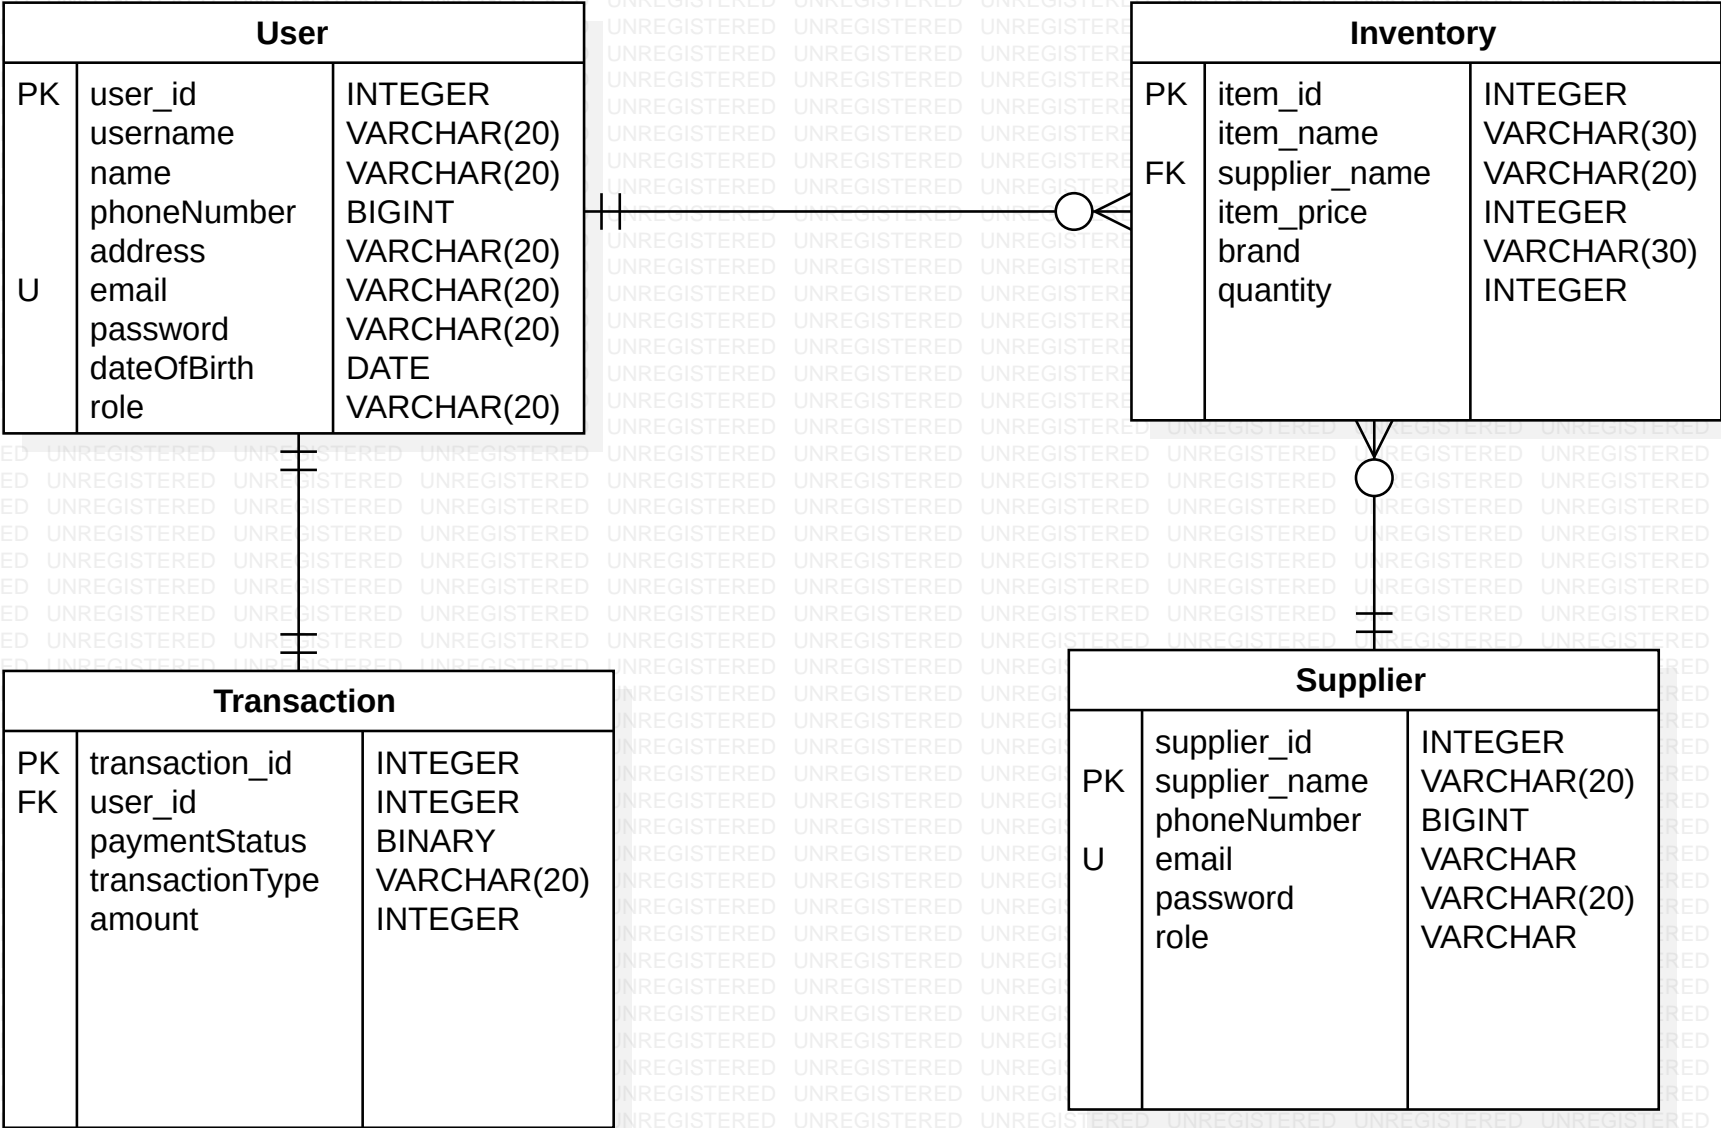 User
PK user_id INTEGER
username VARCHAR(20)
name VARCHAR(20)
phoneNumber BIGINT
address VARCHAR(20)
U email VARCHAR(20)
password VARCHAR(20)
dateOfBirth DATE
role VARCHAR(20)
Inventory
PK item_id INTEGER
item_name VARCHAR(30)
FK supplier_name VARCHAR(20)
item_price INTEGER
brand VARCHAR(30)
quantity INTEGER
Transaction
PK transaction_id INTEGER
FK user_id INTEGER
paymentStatus BINARY
transactionType VARCHAR(20)
amount INTEGER
Supplier
supplier_id INTEGER
PK supplier_name VARCHAR(20)
phoneNumber BIGINT
U email VARCHAR
password VARCHAR(20)
role VARCHAR
UNREGISTERED